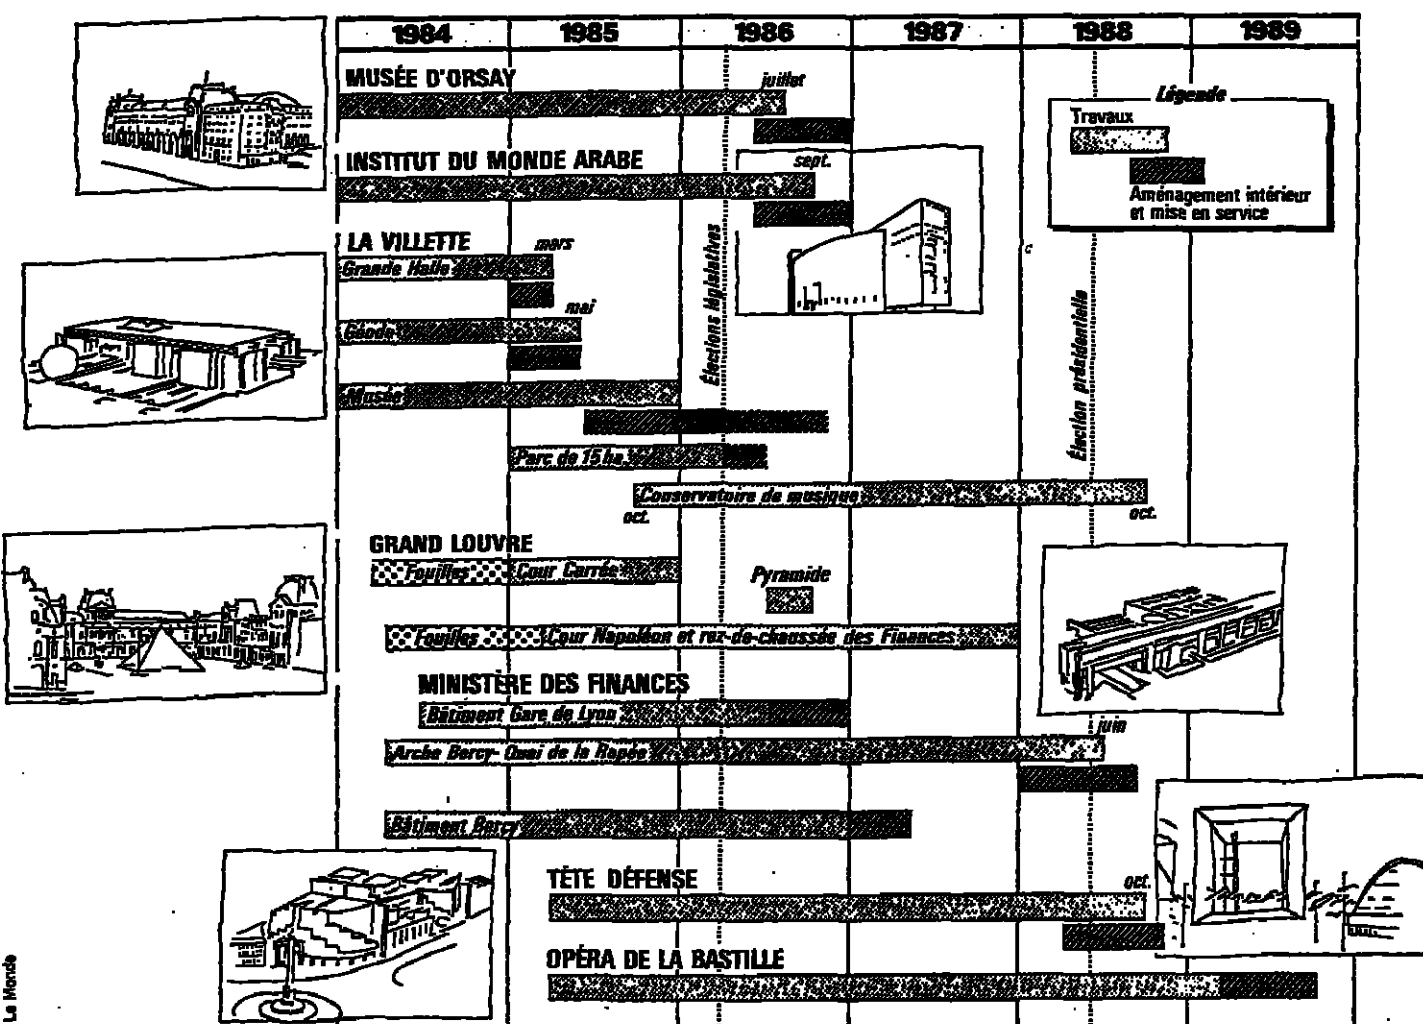 1984 1985 1986 1987 1988 1989
MUSÉE D'ORSAY
juillet
Légende
Travaux
Aménagement intérieur
et mise en service
INSTITUT DU MONDE ARABE
sept.
LA VILLETTE
mars
Grande Halle
mai
Géode
Musée
Élections législatives
Élection présidentielle
Parc de 15 ha
Conservatoire de musique
oct.
oct.
GRAND LOUVRE
Fouilles Cour Carrée
Pyramide
Fouilles Cour Napoléon et rez-de-chaussée des Finances
MINISTÈRE DES FINANCES
Bâtiment Gare de Lyon
juin
Arche Bercy- Quai de la Rapée
Bâtiment Bercy
TÊTE DÉFENSE
oct.
OPÉRA DE LA BASTILLE
Le Monde